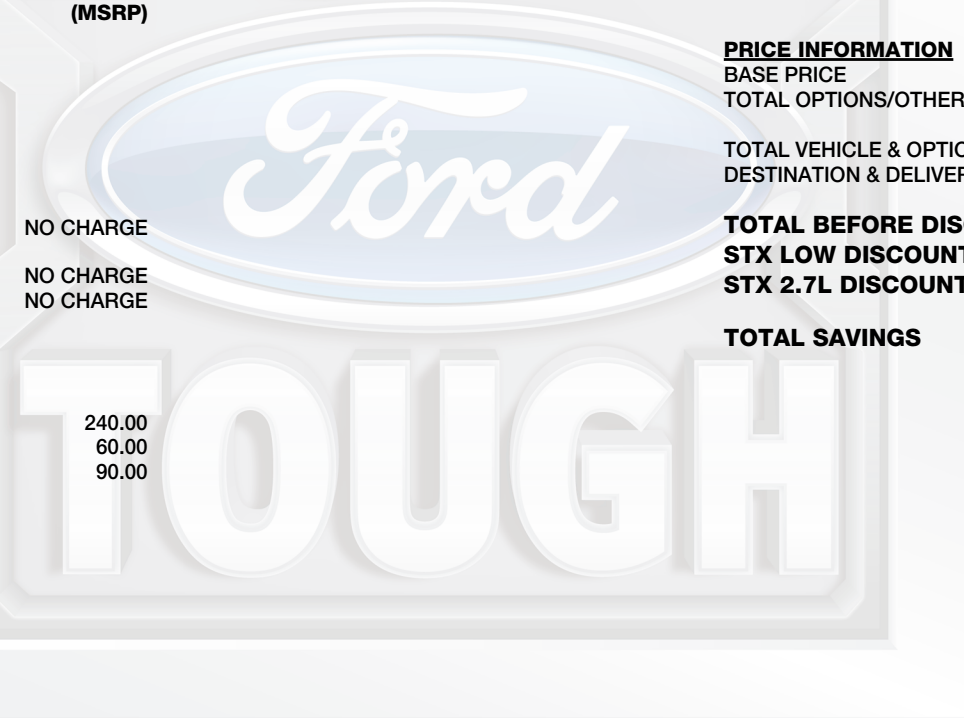 (MSRP)
NO CHARGE
NO CHARGE
NO CHARGE
240.00
60.00
90.00
Ford
TOUGH
PRICE INFORMATION
BASE PRICE
TOTAL OPTIONS/OTHER
TOTAL VEHICLE & OPTIO
DESTINATION & DELIVER
TOTAL BEFORE DIS
STX LOW DISCOUNT
STX 2.7L DISCOUNT
TOTAL SAVINGS